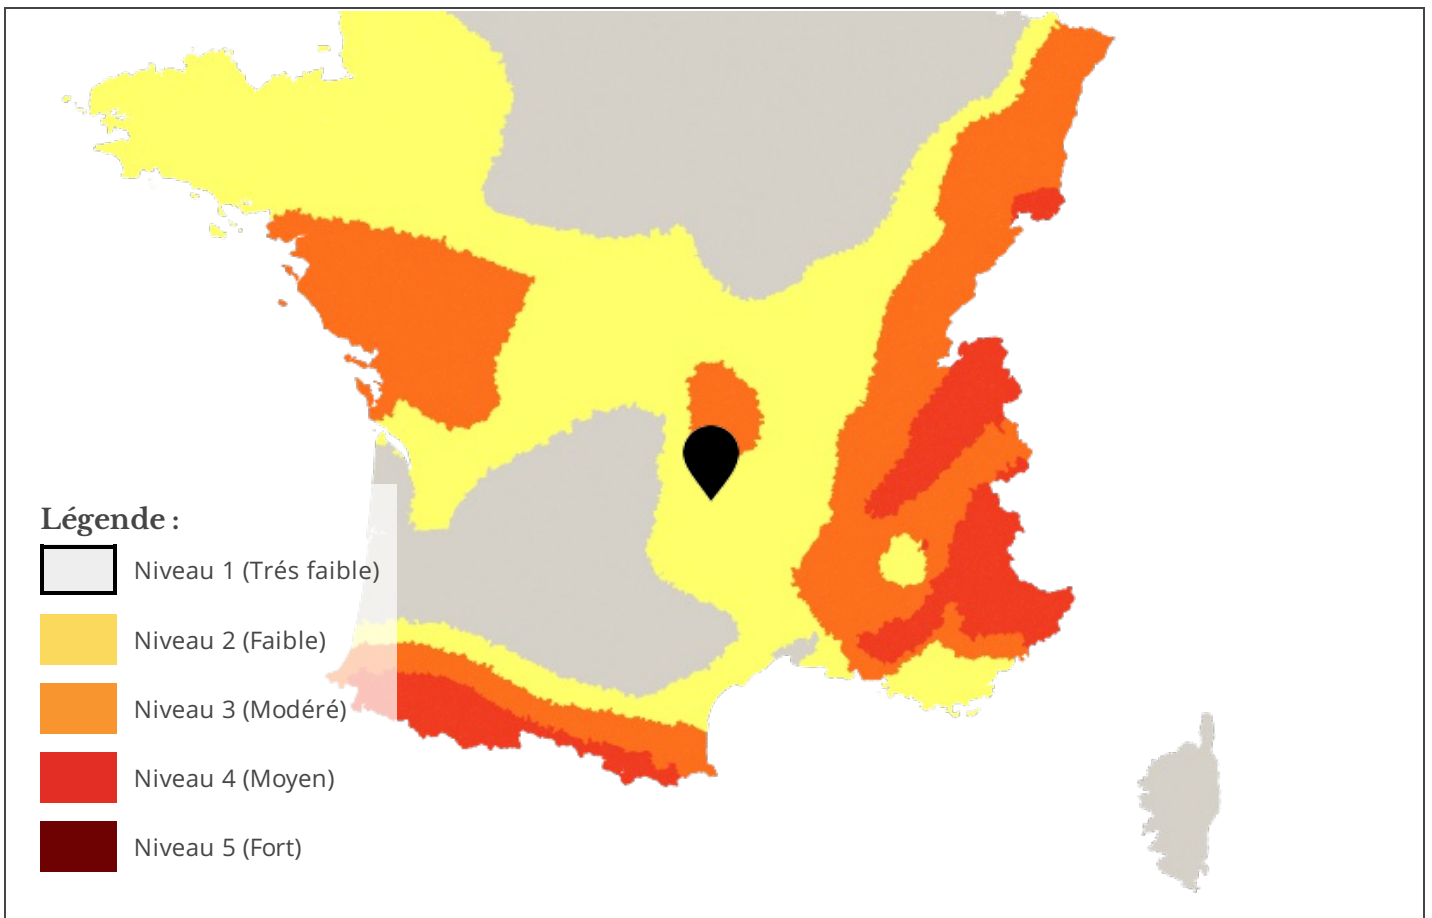 Légende :
Niveau 1 (Trés faible)
Niveau 2 (Faible)
Niveau 3 (Modéré)
Niveau 4 (Moyen)
Niveau 5 (Fort)